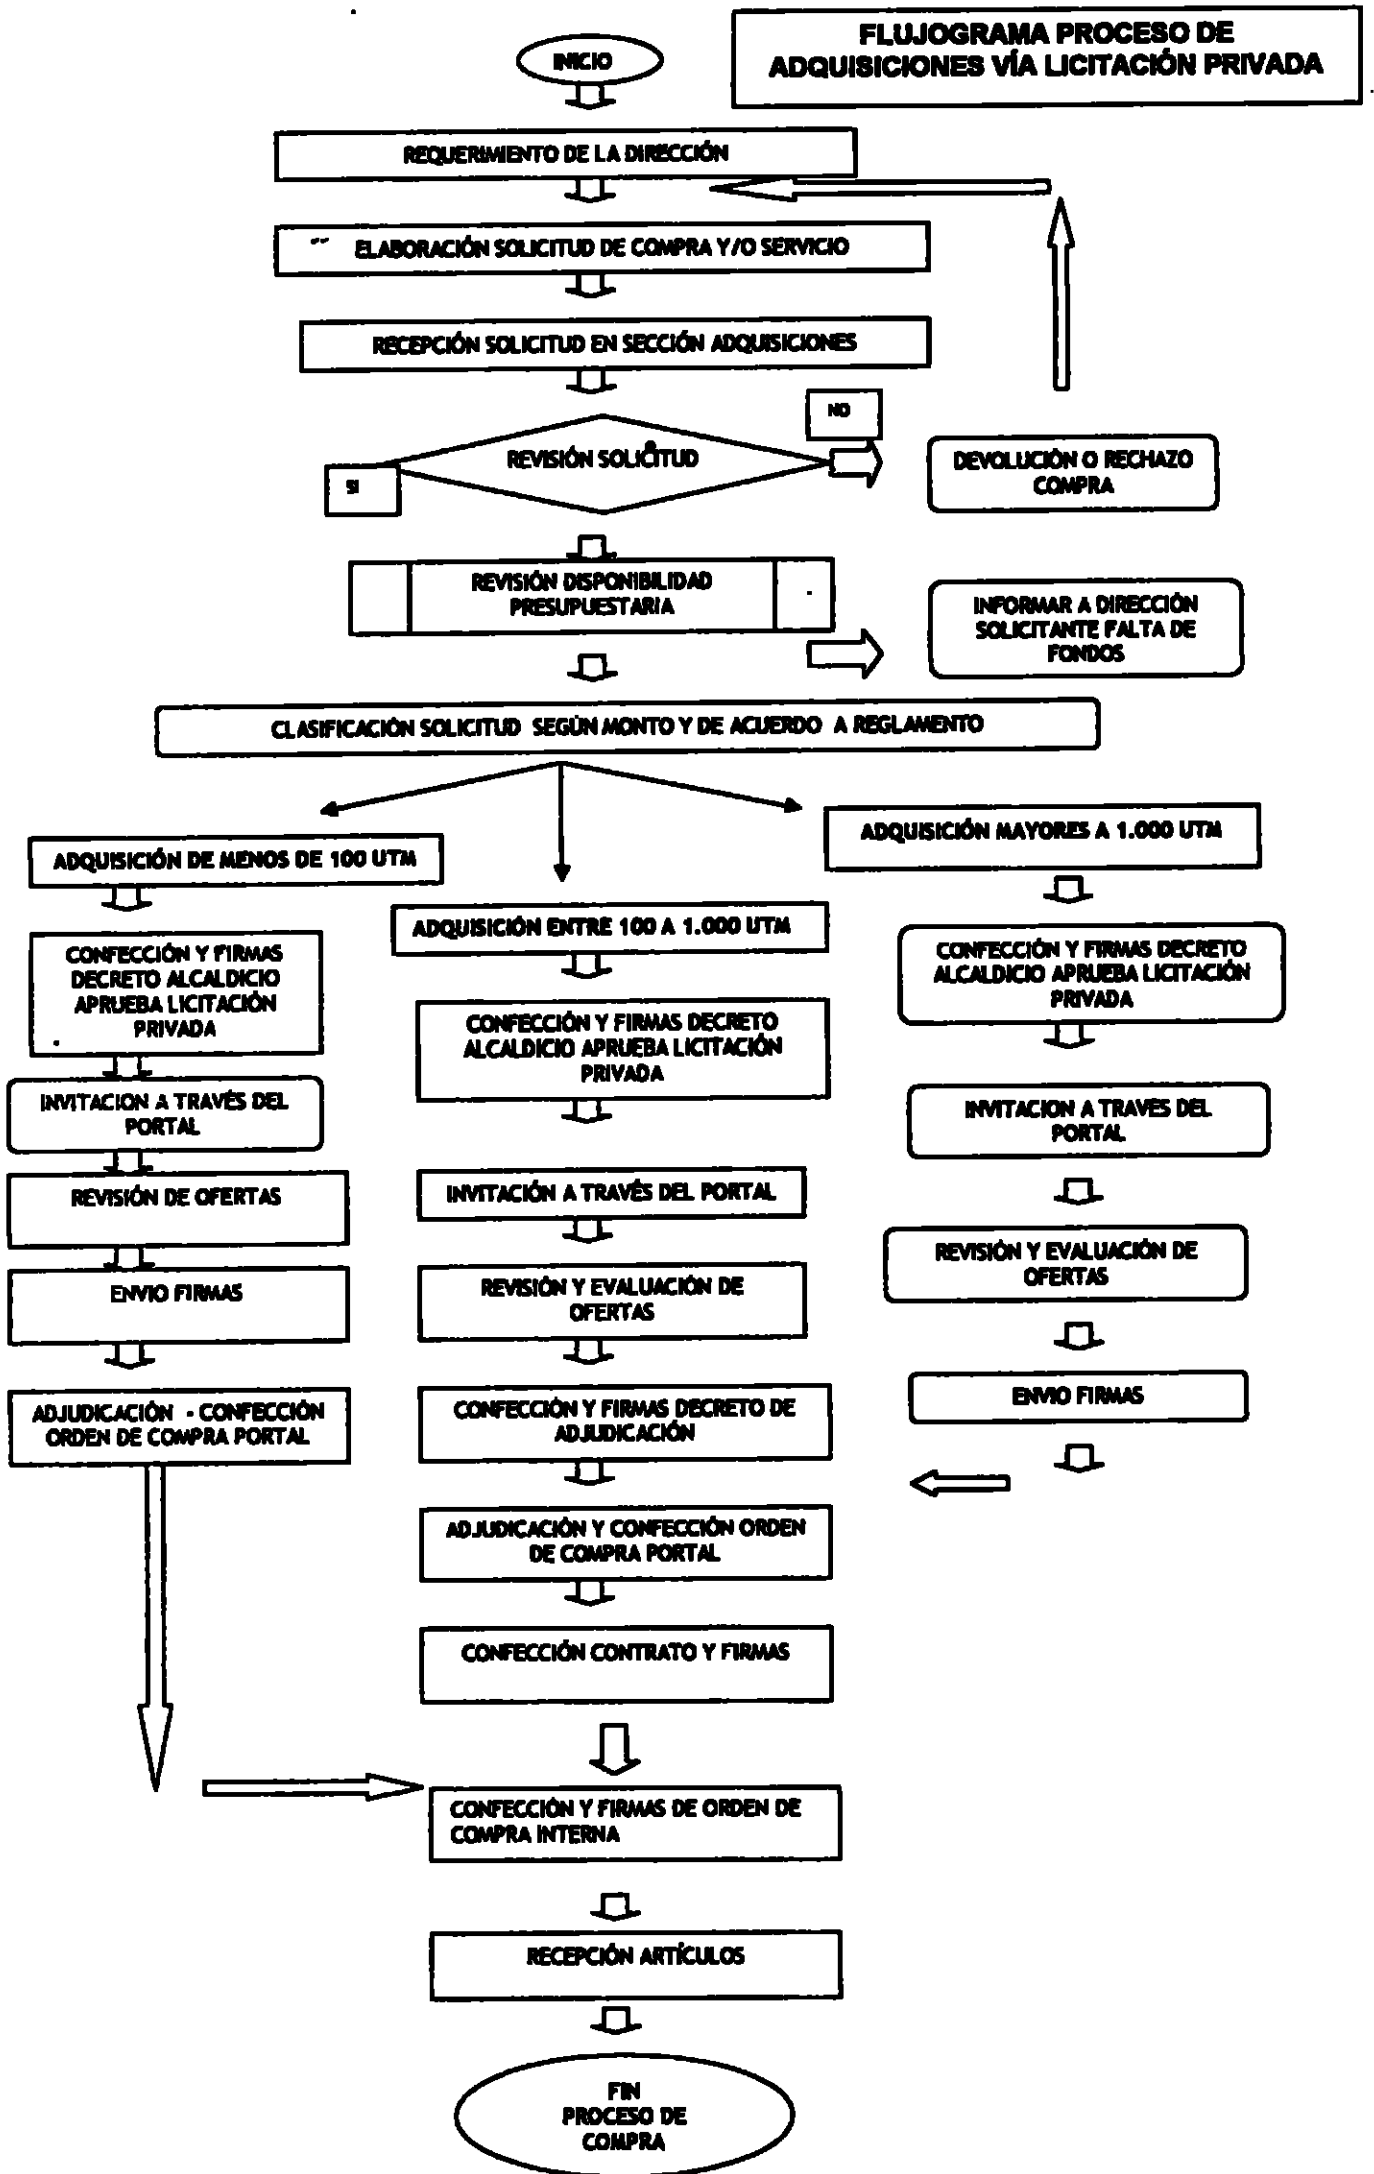 FLUJOGRAMA PROCESO DE
ADQUISICIONES VÍA LICITACIÓN PRIVADA
INICIO
REQUERIMIENTO DE LA DIRECCIÓN
ELABORACIÓN SOLICITUD DE COMPRA Y/O SERVICIO
RECEPCIÓN SOLICITUD EN SECCIÓN ADQUISICIONES
NO
REVISIÓN SOLICITUD
SI
DEVOLUCIÓN O RECHAZO
COMPRA
REVISIÓN DISPONIBILIDAD
PRESUPUESTARIA
INFORMAR A DIRECCIÓN
SOLICITANTE FALTA DE
FONDOS
CLASIFICACIÓN SOLICITUD SEGÚN MONTO Y DE ACUERDO A REGLAMENTO
ADQUISICIÓN DE MENOS DE 100 UTM
CONFECCIÓN Y FIRMAS
DECRETO ALCALDICIO
APRUEBA LICITACIÓN
PRIVADA
INVITACION A TRAVÉS DEL
PORTAL
REVISIÓN DE OFERTAS
ENVIO FIRMAS
ADJUDICACIÓN - CONFECCIÓN
ORDEN DE COMPRA PORTAL
ADQUISICIÓN ENTRE 100 A 1.000 UTM
CONFECCIÓN Y FIRMAS DECRETO
ALCALDICIO APRUEBA LICITACIÓN
PRIVADA
INVITACIÓN A TRAVÉS DEL PORTAL
REVISIÓN Y EVALUACIÓN DE
OFERTAS
CONFECCIÓN Y FIRMAS DECRETO DE
ADJUDICACIÓN
ADJUDICACIÓN Y CONFECCIÓN ORDEN
DE COMPRA PORTAL
CONFECCIÓN CONTRATO Y FIRMAS
ADQUISICIÓN MAYORES A 1.000 UTM
CONFECCIÓN Y FIRMAS DECRETO
ALCALDICIO APRUEBA LICITACIÓN
PRIVADA
INVITACION A TRAVÉS DEL
PORTAL
REVISIÓN Y EVALUACIÓN DE
OFERTAS
ENVIO FIRMAS
CONFECCIÓN Y FIRMAS DE ORDEN DE
COMPRA INTERNA
RECEPCIÓN ARTÍCULOS
FIN
PROCESO DE
COMPRA